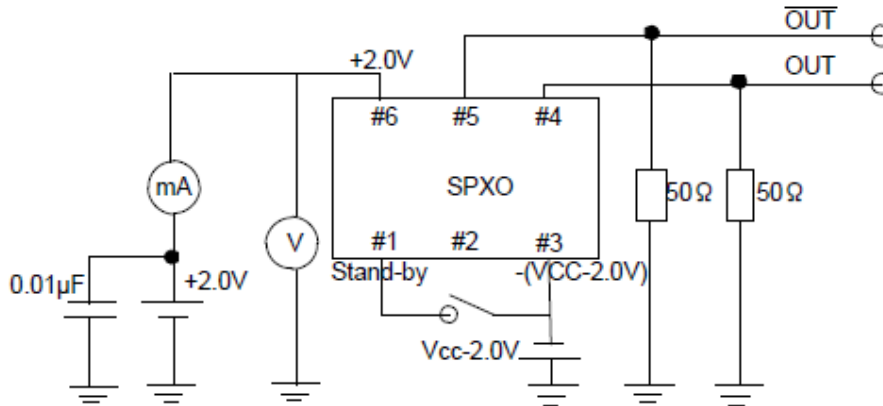 OUT
+2.0V
OUT
#6 #5 #4
mA
SPXO
50Ω 50Ω
V
#1 #2 #3
Stand-by -(VCC-2.0V)
0.01µF
+2.0V
Vcc-2.0V